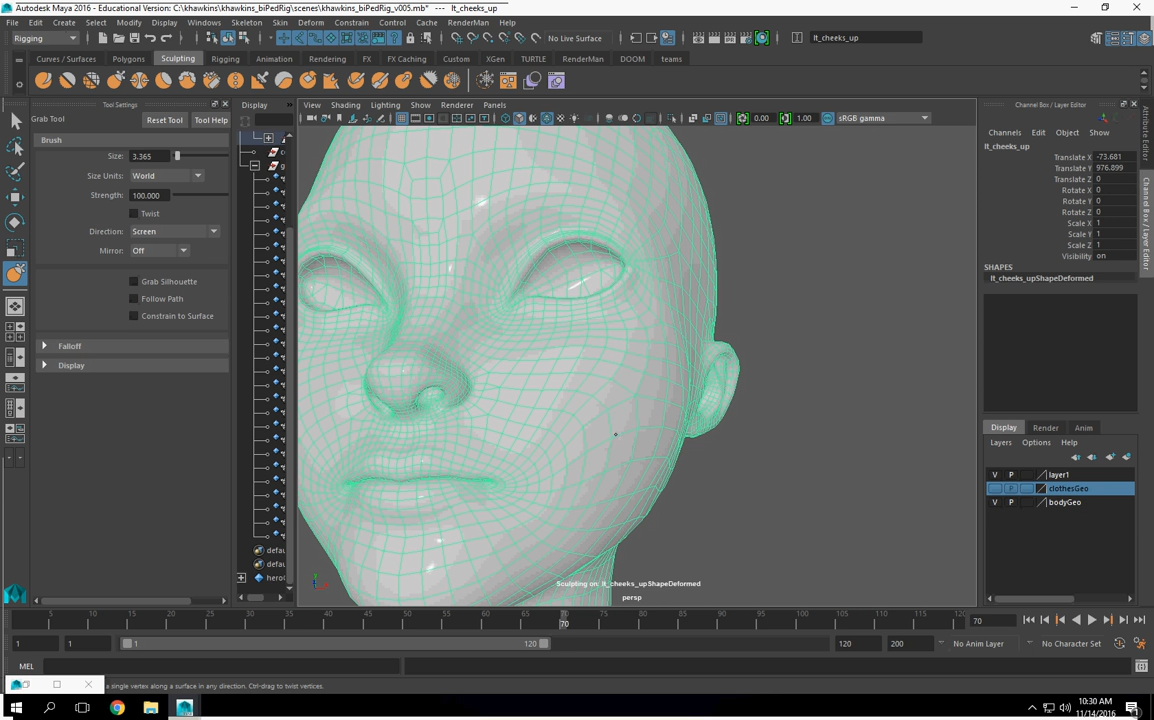 Autodesk Maya 2016 - Educational Version: C:\khawkins\khawkins_biPedRig\scenes\khawkins_biPedRig_v005.mb* --- lt_cheeks_up
File Edit Create Select Modify Display Windows Skeleton Skin Deform Constrain Control Cache RenderMan Help
Rigging No Live Surface lt_cheeks_up
Curves / Surfaces Polygons Sculpting Rigging Animation Rendering FX FX Caching Custom XGen TURTLE RenderMan DOOM teams
Tool Settings Display Channel Box / Layer Editor
View Shading Lighting Show Renderer Panels
Grab Tool Reset Tool Tool Help
0.00 1.00 sRGB gamma
Channels Edit Object Show
Brush
lt_cheeks_up
Size: 3.365
Translate X -73.681
Translate Y 976.899
Size Units: World
Translate Z 0
Rotate X 0
Strength: 100.000
Rotate Y 0
Twist
Rotate Z 0
Direction: Screen
Scale X 1
Scale Y 1
Mirror: Off
Scale Z 1
Visibility on
SHAPES
lt_cheeks_upShapeDeformed
Grab Silhouette
Follow Path
Constrain to Surface
Falloff
Display
Attribute Editor
Channel Box / Layer Editor
Display Render Anim
Layers Options Help
V P layer1
P clothesGeo
V P bodyGeo
defau
defau
hero
Sculpting on: lt_cheeks_upShapeDeformed
persp
5 10 15 20 25 30 35 40 45 50 55 60 65 70 75 80 85 90 95 100 105 110 115 120
70
70
1 1 1 120 120 200 No Anim Layer No Character Set
MEL
a single vertex along a surface in any direction. Ctrl-drag to twist vertices.
10:30 AM
11/14/2016